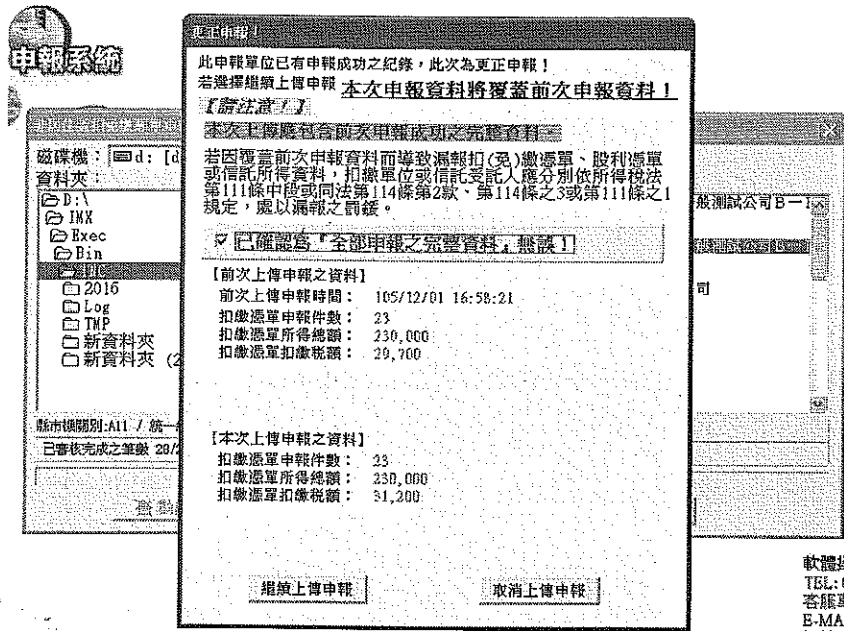 申報系統
更正申報！
此申報單位已有申報成功之紀錄，此次為更正申報！
若選擇繼續上傳申報 本次申報資料將覆蓋前次申報資料！
【請注意！】
本次上傳應包含前次申報成功之完整資料。
若因覆蓋前次申報資料而導致漏報扣(免)繳憑單、股利憑單
或信託所得資料，扣繳單位或信託受託人應分別依所得稅法
第111條中段或同法第114條第2款、第114條之3或第111條之1
規定，處以漏報之罰鍰。
已確認為『全部申報之完整資料』無誤！
【前次上傳申報之資料】
前次上傳申報時間： 105/12/01 16:58:21
扣繳憑單申報件數： 23
扣繳憑單所得總額： 230,000
扣繳憑單扣繳稅額： 29,700
【本次上傳申報之資料】
扣繳憑單申報件數： 23
扣繳憑單所得總額： 230,000
扣繳憑單扣繳稅額： 31,200
繼續上傳申報
取消上傳申報
磁碟機： d: [d
資料夾：
D:\
IMX
Exec
Bin
2016
Log
TMP
新資料夾
新資料夾 (2
縣市機關別:A11 / 統一
已審核完成之筆數 20/2
般測試公司B－1
司
軟體
TEL:
E-MA